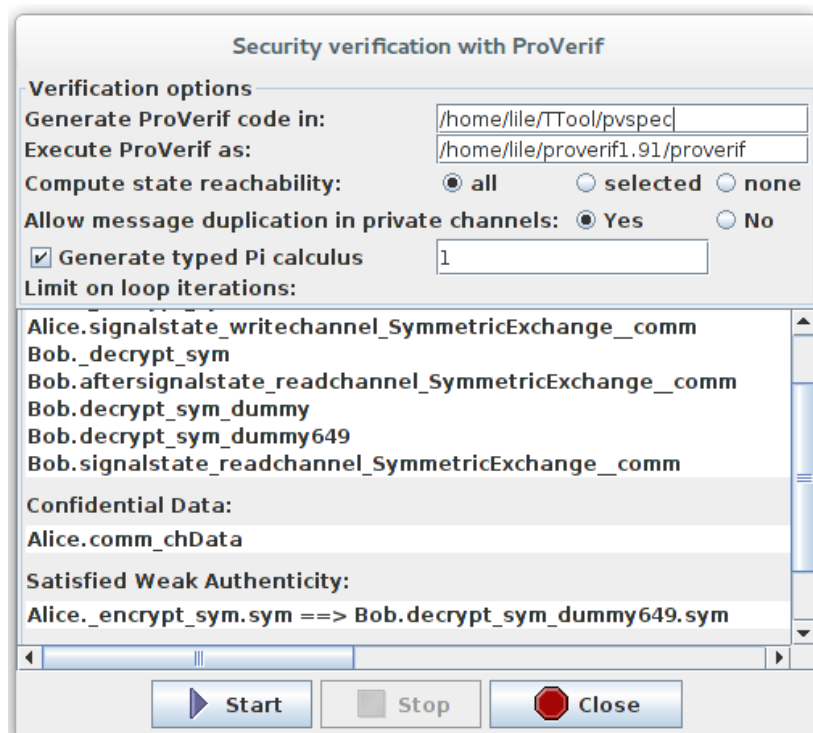 Security verification with ProVerif
Verification options
Generate ProVerif code in: /home/lile/TTool/pvspec
Execute ProVerif as: /home/lile/proverif1.91/proverif
Compute state reachability: all selected none
Allow message duplication in private channels: Yes No
Generate typed Pi calculus 1
Limit on loop iterations:
Alice.signalstate_writechannel_SymmetricExchange__comm
Bob._decrypt_sym
Bob.aftersignalstate_readchannel_SymmetricExchange__comm
Bob.decrypt_sym_dummy
Bob.decrypt_sym_dummy649
Bob.signalstate_readchannel_SymmetricExchange__comm
Confidential Data:
Alice.comm_chData
Satisfied Weak Authenticity:
Alice._encrypt_sym.sym ==> Bob.decrypt_sym_dummy649.sym
Start Stop Close